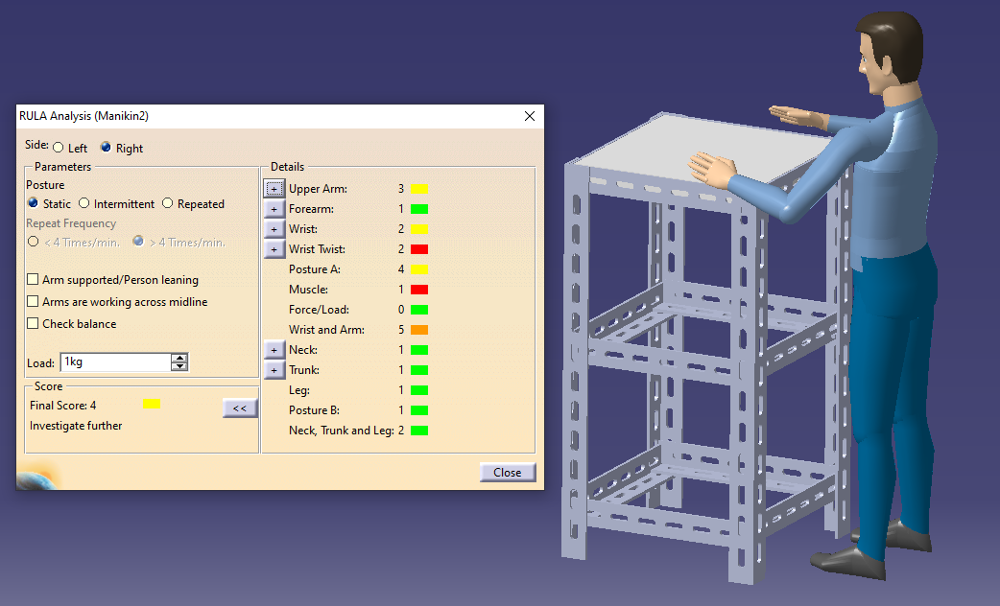 RULA Analysis (Manikin2)
Side: Left Right
Parameters
Posture
Static Intermittent Repeated
Repeat Frequency
< 4 Times/min. > 4 Times/min.
Arm supported/Person leaning
Arms are working across midline
Check balance
Load: 1kg
Score
Final Score: 4
<<
Investigate further
Details
+ Upper Arm: 3
+ Forearm: 1
+ Wrist: 2
+ Wrist Twist: 2
Posture A: 4
Muscle: 1
Force/Load: 0
Wrist and Arm: 5
+ Neck: 1
+ Trunk: 1
Leg: 1
Posture B: 1
Neck, Trunk and Leg: 2
Close